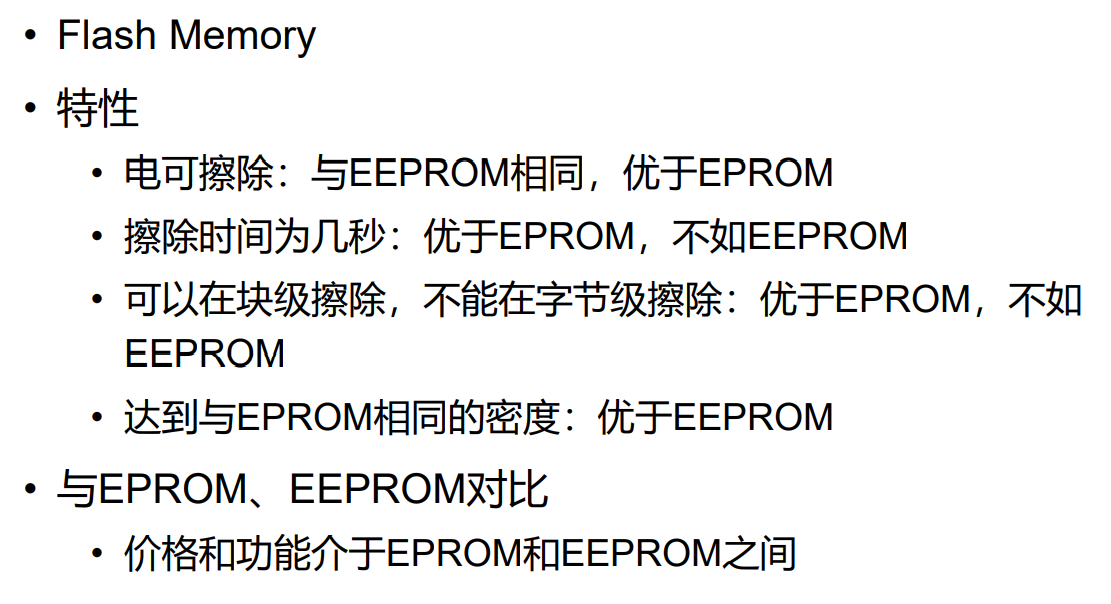 • Flash Memory
• 特性
• 电可擦除：与EEPROM相同，优于EPROM
• 擦除时间为几秒：优于EPROM，不如EEPROM
• 可以在块级擦除，不能在字节级擦除：优于EPROM，不如
EEPROM
• 达到与EPROM相同的密度：优于EEPROM
• 与EPROM、EEPROM对比
• 价格和功能介于EPROM和EEPROM之间